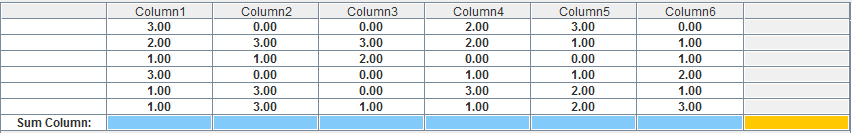 Column1 Column2 Column3 Column4 Column5 Column6
3.00 0.00 0.00 2.00 3.00 0.00
2.00 3.00 3.00 2.00 1.00 1.00
1.00 1.00 2.00 0.00 0.00 1.00
3.00 0.00 0.00 1.00 1.00 2.00
1.00 3.00 0.00 3.00 2.00 1.00
1.00 3.00 1.00 1.00 2.00 3.00
Sum Column: